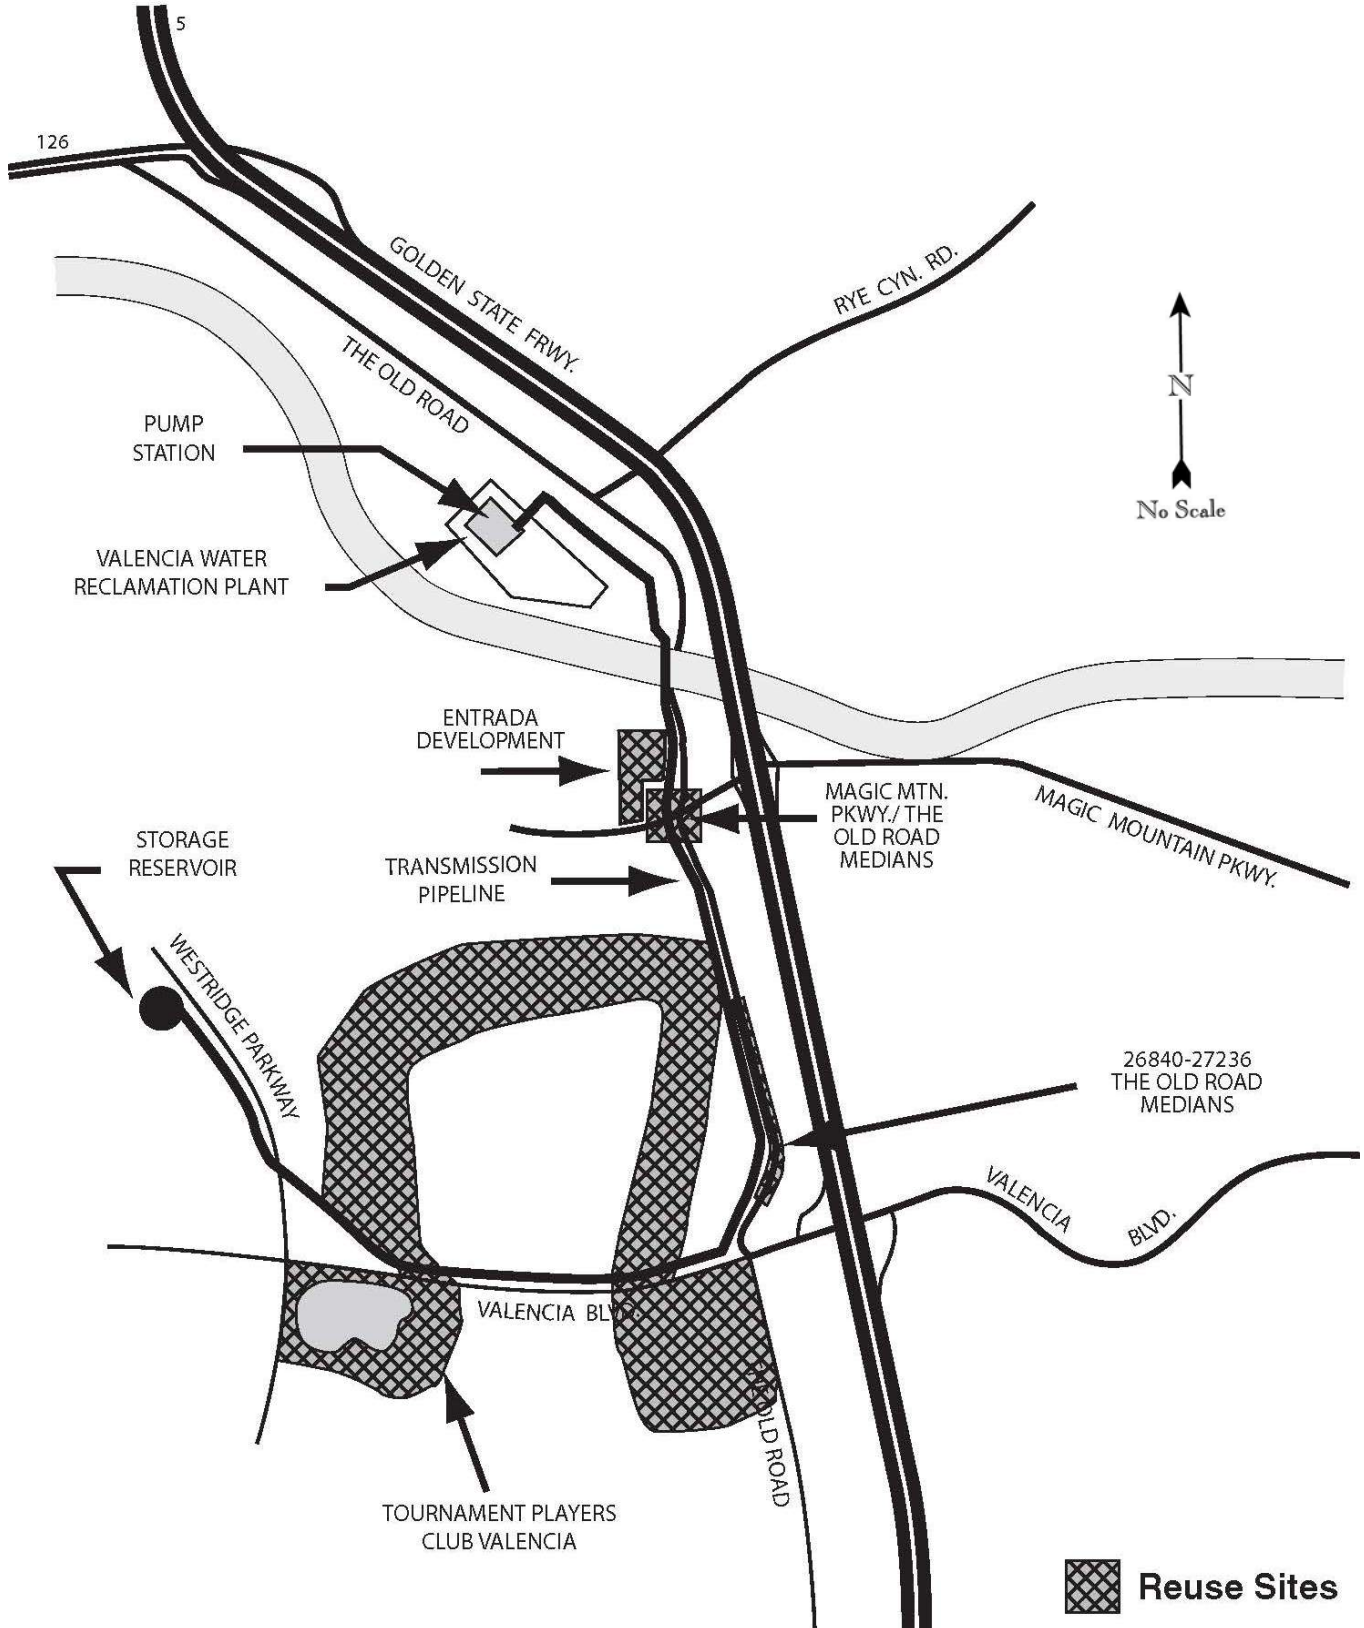 5
126
GOLDEN STATE FRWY.
RYE CYN. RD.
THE OLD ROAD
N
No Scale
PUMP
STATION
VALENCIA WATER
RECLAMATION PLANT
ENTRADA
DEVELOPMENT
MAGIC MTN.
PKWY./ THE
OLD ROAD
MEDIANS
MAGIC MOUNTAIN PKWY.
STORAGE
RESERVOIR
TRANSMISSION
PIPELINE
WESTRIDGE PARKWAY
26840-27236
THE OLD ROAD
MEDIANS
VALENCIA BLVD.
VALENCIA BLVD.
THE OLD ROAD
TOURNAMENT PLAYERS
CLUB VALENCIA
Reuse Sites